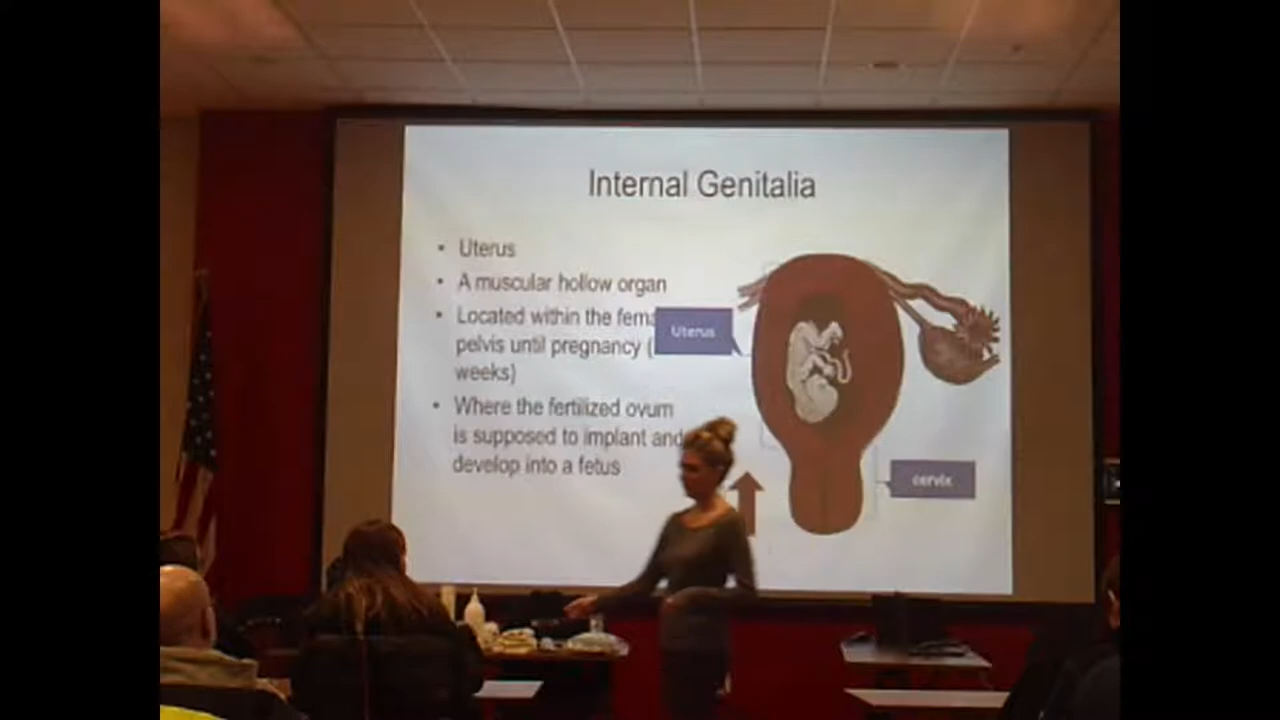 Internal Genitalia
• Uterus
• A muscular hollow organ
• Located within the fema
pelvis until pregnancy (
weeks)
• Where the fertilized ovum
is supposed to implant and
develop into a fetus
Uterus
cervix